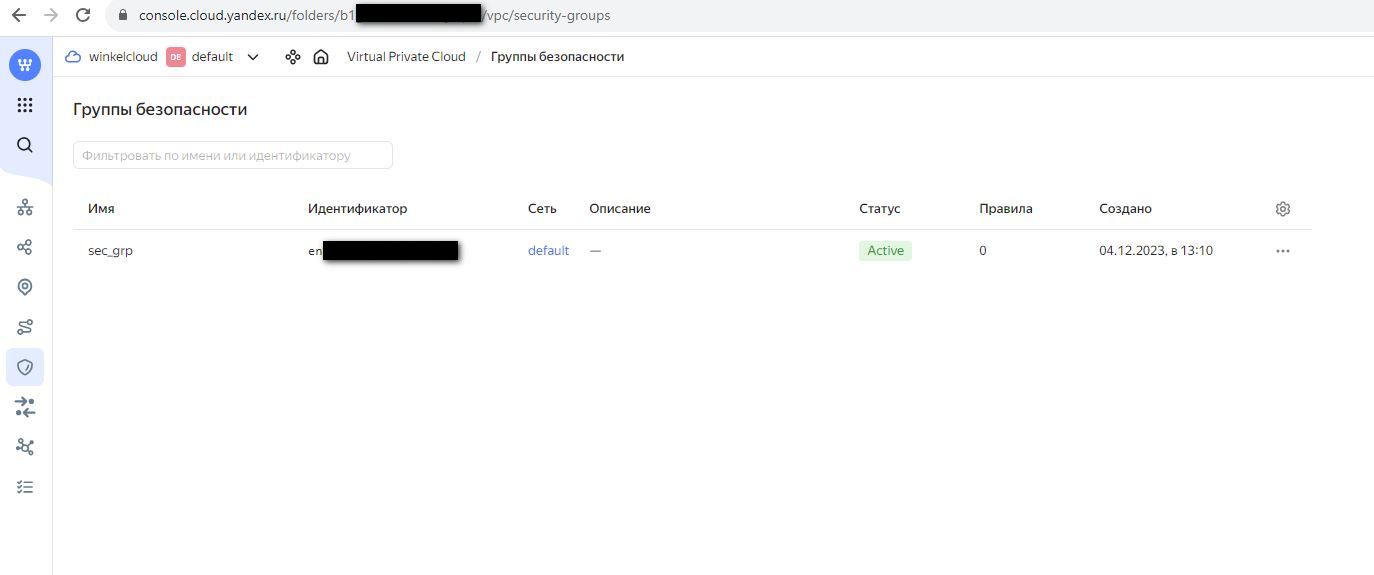 console.cloud.yandex.ru/folders/b1 /vpc/security-groups
winkelcloud DE default Virtual Private Cloud / Группы безопасности
Группы безопасности
Фильтровать по имени или идентификатору
Имя Идентификатор Сеть Описание Статус Правила Создано
sec_grp en default — Active 0 04.12.2023, в 13:10